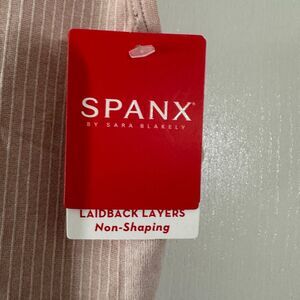 SPANX®
BY SARA BLAKELY
LAIDBACK LAYERS
Non-Shaping